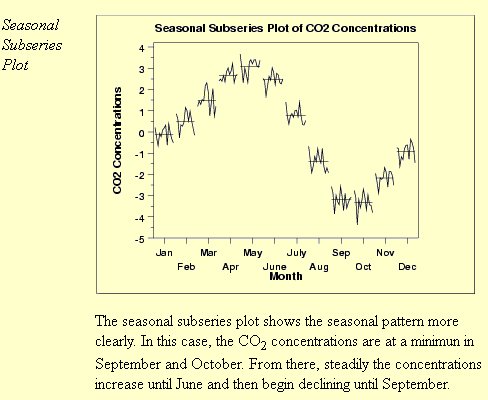 Seasonal
Subseries
Plot
Seasonal Subseries Plot of CO2 Concentrations
4
3
2
1
0
-1
-2
-3
-4
-5
CO2 Concentrations
Jan Mar May July Sep Nov
Feb Apr June Aug Oct Dec
Month
The seasonal subseries plot shows the seasonal pattern more
clearly. In this case, the CO2 concentrations are at a minimun in
September and October. From there, steadily the concentrations
increase until June and then begin declining until September.